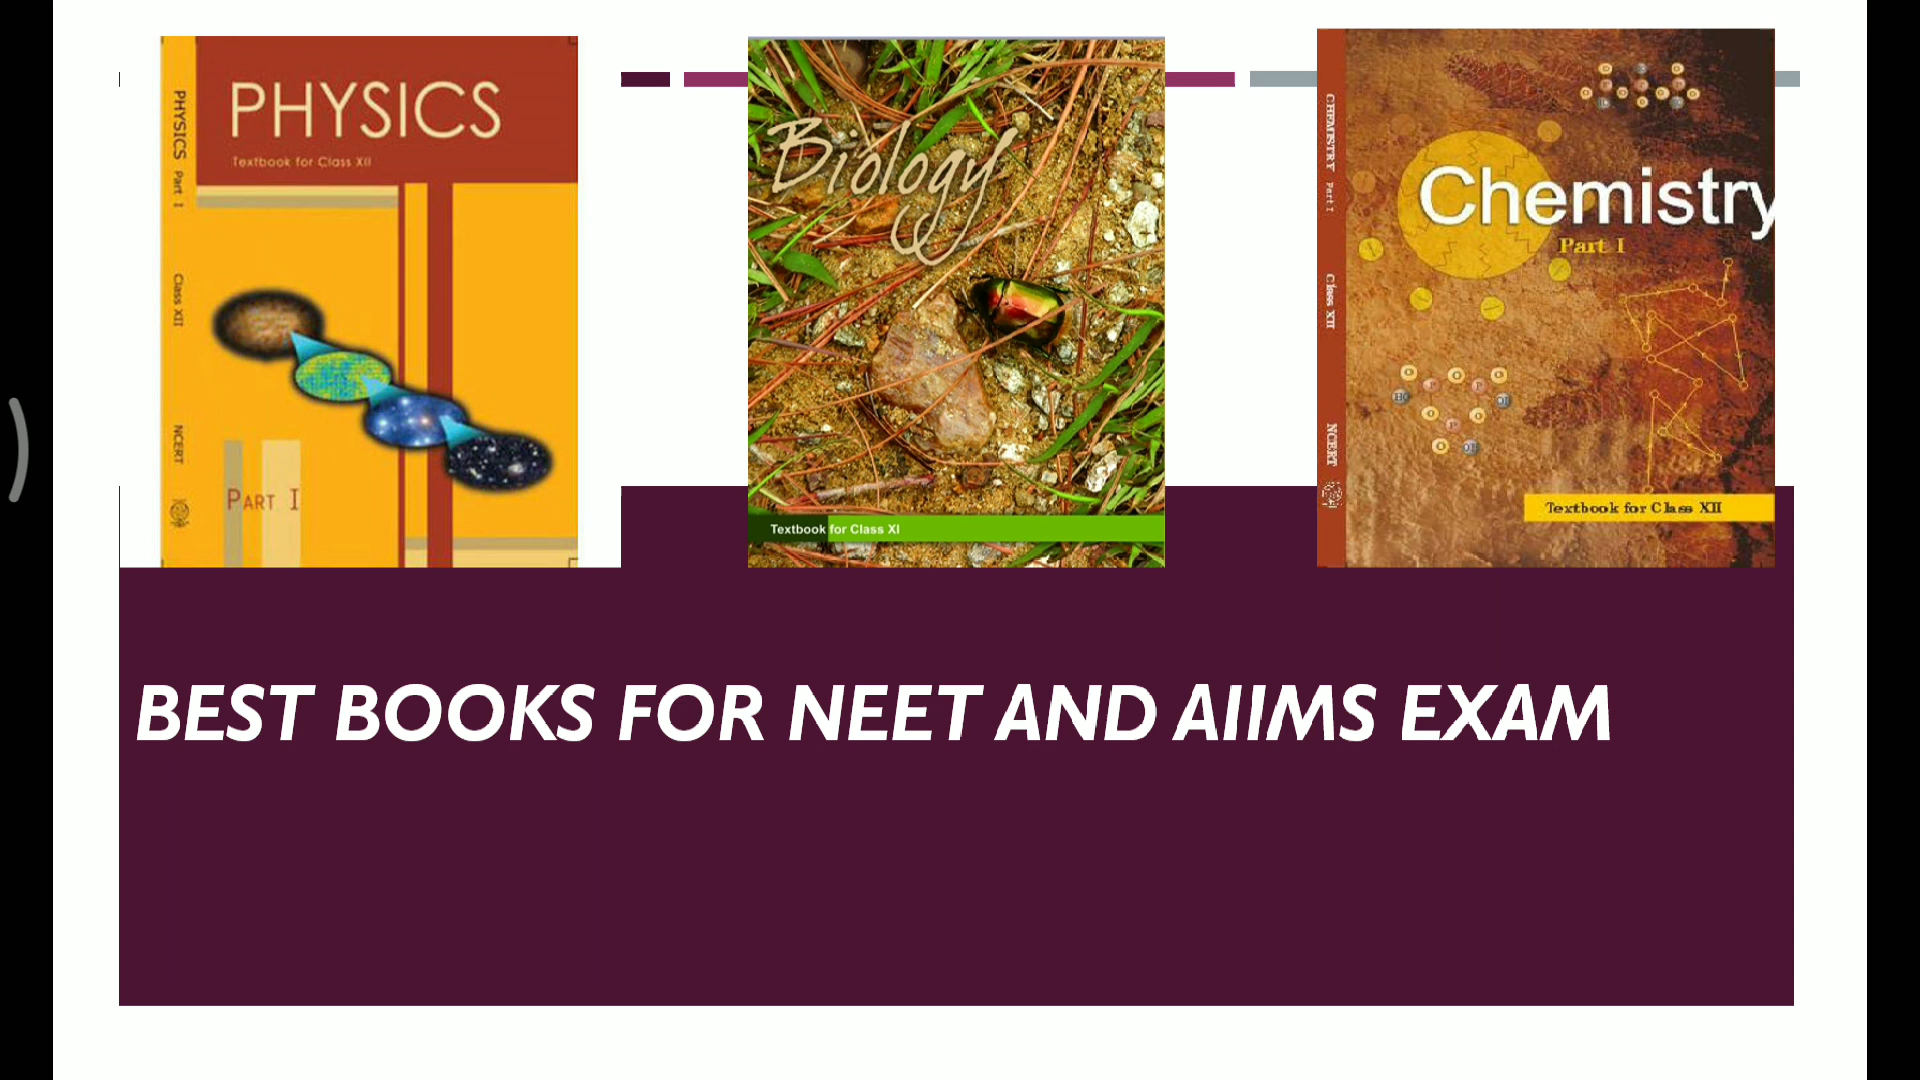 PHYSICS
Textbook for Class XII
PHYSICS Part I
Class XII
NCERT
PART I
Biology
Textbook for Class XI
CHEMISTRY Part I
Class XII
NCERT
Chemistry
Part I
Textbook for Class XII
BEST BOOKS FOR NEET AND AIIMS EXAM